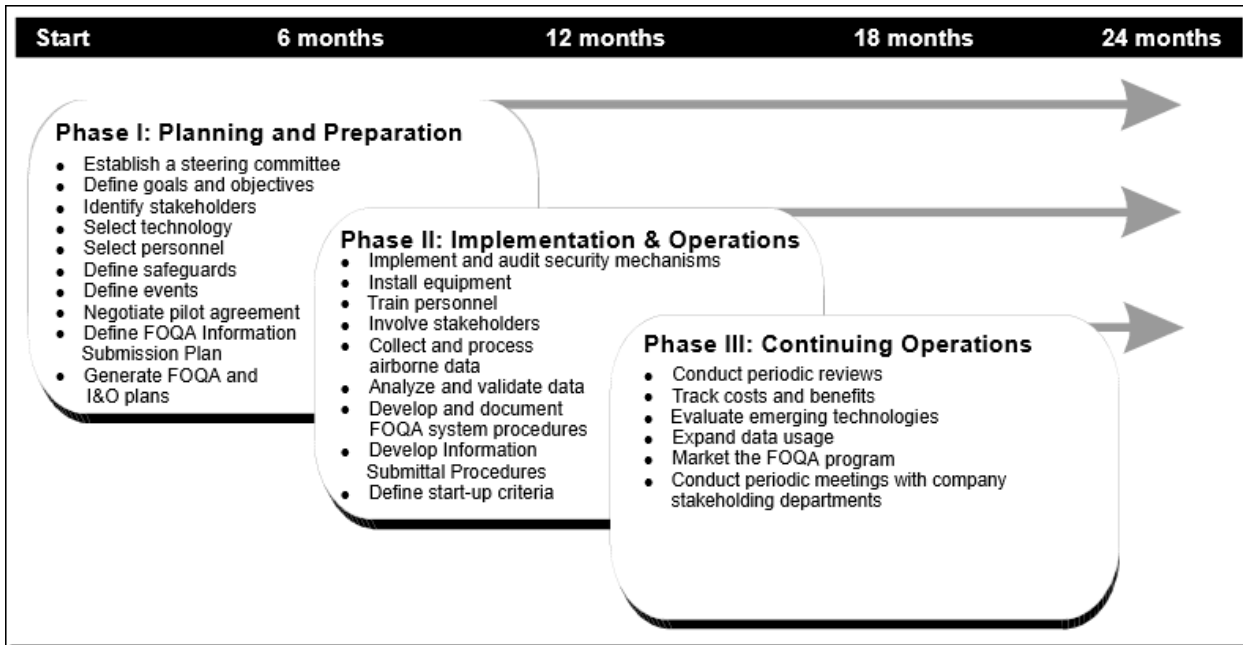 Start 6 months 12 months 18 months 24 months
Phase I: Planning and Preparation
● Establish a steering committee
● Define goals and objectives
● Identify stakeholders
● Select technology
● Select personnel
● Define safeguards
● Define events
● Negotiate pilot agreement
● Define FOQA Information
Submission Plan
● Generate FOQA and
I&O plans
Phase II: Implementation & Operations
● Implement and audit security mechanisms
● Install equipment
● Train personnel
● Involve stakeholders
● Collect and process
airborne data
● Analyze and validate data
● Develop and document
FOQA system procedures
● Develop Information
Submittal Procedures
● Define start-up criteria
Phase III: Continuing Operations
● Conduct periodic reviews
● Track costs and benefits
● Evaluate emerging technologies
● Expand data usage
● Market the FOQA program
● Conduct periodic meetings with company
stakeholding departments